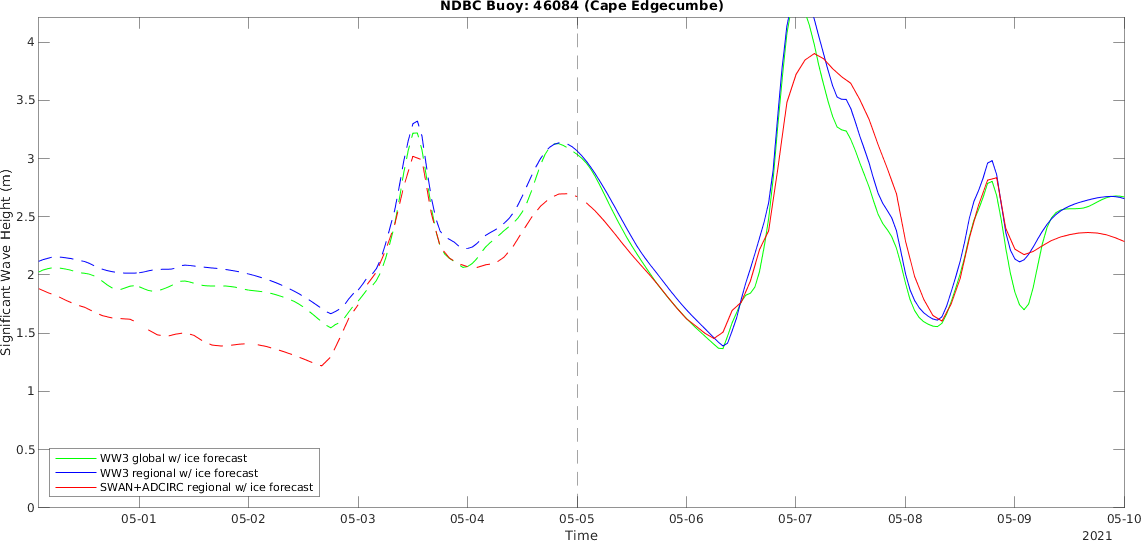 NDBC Buoy: 46084 (Cape Edgecumbe)
Significant Wave Height (m)
4
3.5
3
2.5
2
1.5
1
0.5
0
WW3 global w/ ice forecast
WW3 regional w/ ice forecast
SWAN+ADCIRC regional w/ ice forecast
05-01 05-02 05-03 05-04 05-05 05-06 05-07 05-08 05-09 05-10
Time
2021